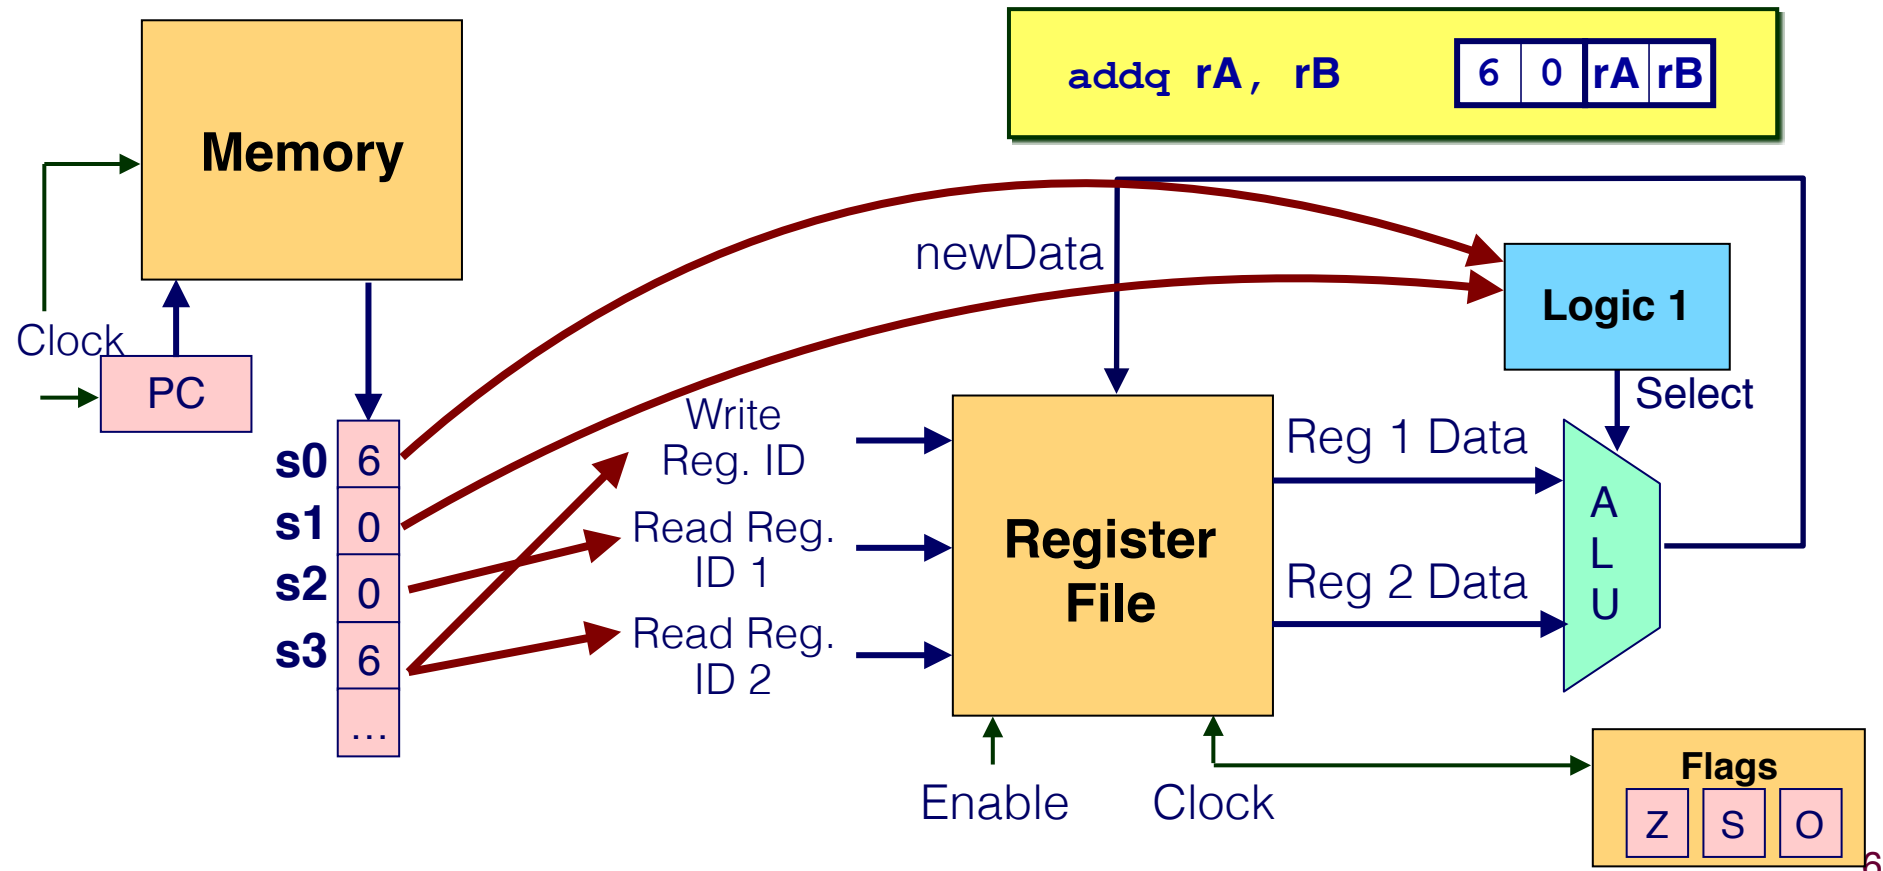 addq rA, rB
6 0 rA rB
Memory
Clock
PC
newData
Logic 1
Select
s0 6
s1 0
s2 0
s3 6
...
Write
Reg. ID
Read Reg.
ID 1
Read Reg.
ID 2
Register
File
Reg 1 Data
Reg 2 Data
A
L
U
Enable
Clock
Flags
Z S O
6